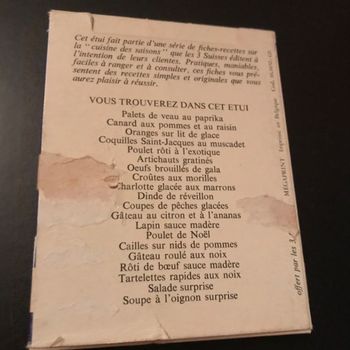 Cet étui fait partie d'une série de fiches-recettes sur
la "cuisine des saisons" que les 3 Suisses éditent à
l'intention de leurs clientes. Pratiques, maniables,
faciles à ranger et à consulter, ces fiches vous pré-
sentent des recettes simples et originales que vous
aurez plaisir à réussir.
VOUS TROUVEREZ DANS CET ETUI
Palets de veau au paprika
Canard aux pommes et au raisin
Oranges sur lit de glace
Coquilles Saint-Jacques au muscadet
Poulet rôti à l'exotique
Artichauts gratinés
Oeufs brouillés de gala
Croûtes aux morilles
Charlotte glacée aux marrons
Dinde de réveillon
Coupes de pêches glacées
Gâteau au citron et à l'ananas
Lapin sauce madère
Poulet de Noël
Cailles sur nids de pommes
Gâteau roulé aux noix
Rôti de bœuf sauce madère
Tartelettes rapides aux noix
Salade surprise
Soupe à l'oignon surprise
offert par les 3
MEGAPRINT Imprimé en Belgique